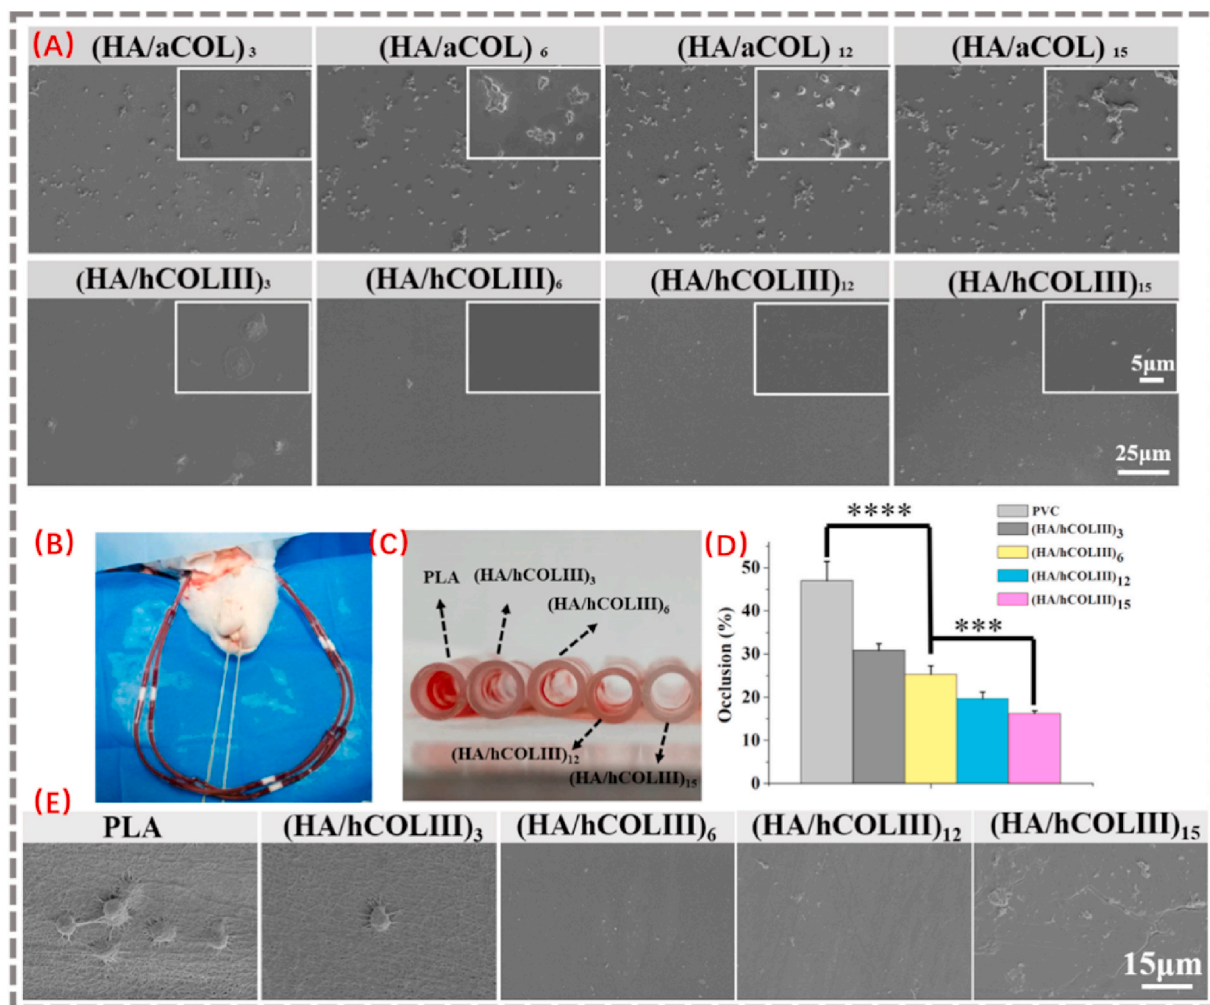 (A)
(HA/aCOL) 3
(HA/aCOL) 6
(HA/aCOL) 12
(HA/aCOL) 15
(HA/hCOLIII)3
(HA/hCOLIII)6
(HA/hCOLIII)12
(HA/hCOLIII)15
5μm
25μm
(B)
(C)
PLA
(HA/hCOLIII)3
(HA/hCOLIII)6
(HA/hCOLIII)12
(HA/hCOLIII)15
(D)
****
***
PVC
(HA/hCOLIII)3
(HA/hCOLIII)6
(HA/hCOLIII)12
(HA/hCOLIII)15
Occlusion (%)
50
40
30
20
10
0
(E)
PLA
(HA/hCOLIII)3
(HA/hCOLIII)6
(HA/hCOLIII)12
(HA/hCOLIII)15
15μm